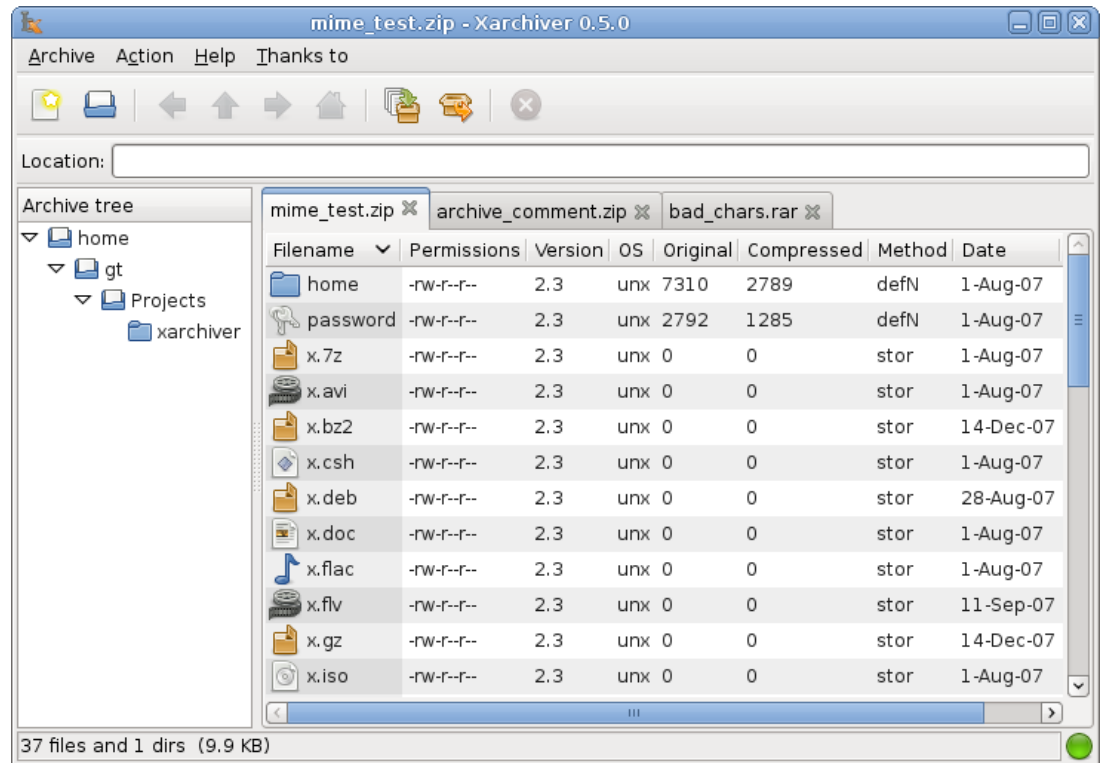 mime_test.zip - Xarchiver 0.5.0
Archive Action Help Thanks to
Location:
Archive tree
home
gt
Projects
xarchiver
mime_test.zip archive_comment.zip bad_chars.rar
Filename Permissions Version OS Original Compressed Method Date
home -rw-r--r-- 2.3 unx 7310 2789 defN 1-Aug-07
password -rw-r--r-- 2.3 unx 2792 1285 defN 1-Aug-07
x.7z -rw-r--r-- 2.3 unx 0 0 stor 1-Aug-07
x.avi -rw-r--r-- 2.3 unx 0 0 stor 1-Aug-07
x.bz2 -rw-r--r-- 2.3 unx 0 0 stor 14-Dec-07
x.csh -rw-r--r-- 2.3 unx 0 0 stor 1-Aug-07
x.deb -rw-r--r-- 2.3 unx 0 0 stor 28-Aug-07
x.doc -rw-r--r-- 2.3 unx 0 0 stor 1-Aug-07
x.flac -rw-r--r-- 2.3 unx 0 0 stor 1-Aug-07
x.flv -rw-r--r-- 2.3 unx 0 0 stor 11-Sep-07
x.gz -rw-r--r-- 2.3 unx 0 0 stor 14-Dec-07
x.iso -rw-r--r-- 2.3 unx 0 0 stor 1-Aug-07
37 files and 1 dirs (9.9 KB)